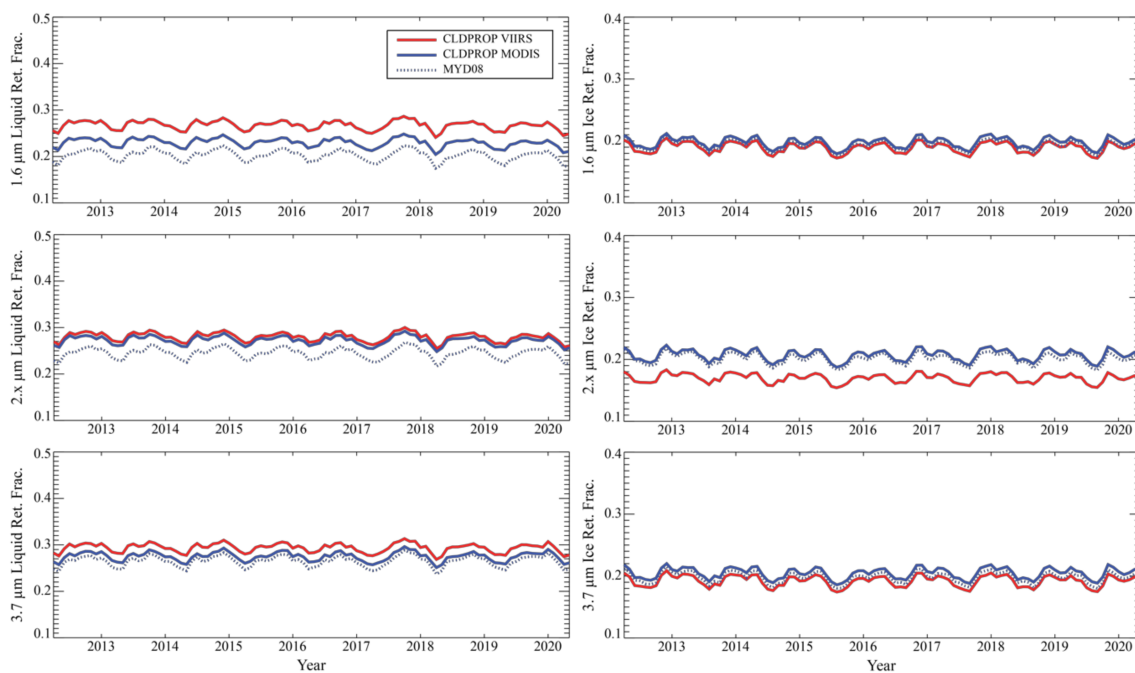 1.6 μm Liquid Ret. Frac.
0.5
0.4
0.3
0.2
0.1
CLDPROP VIIRS
CLDPROP MODIS
MYD08
2013 2014 2015 2016 2017 2018 2019 2020
1.6 μm Ice Ret. Frac.
0.4
0.3
0.2
0.1
2013 2014 2015 2016 2017 2018 2019 2020
2.x μm Liquid Ret. Frac.
0.5
0.4
0.3
0.2
0.1
2013 2014 2015 2016 2017 2018 2019 2020
2.x μm Ice Ret. Frac.
0.4
0.3
0.2
0.1
2013 2014 2015 2016 2017 2018 2019 2020
3.7 μm Liquid Ret. Frac.
0.5
0.4
0.3
0.2
0.1
2013 2014 2015 2016 2017 2018 2019 2020
Year
3.7 μm Ice Ret. Frac.
0.4
0.3
0.2
0.1
2013 2014 2015 2016 2017 2018 2019 2020
Year